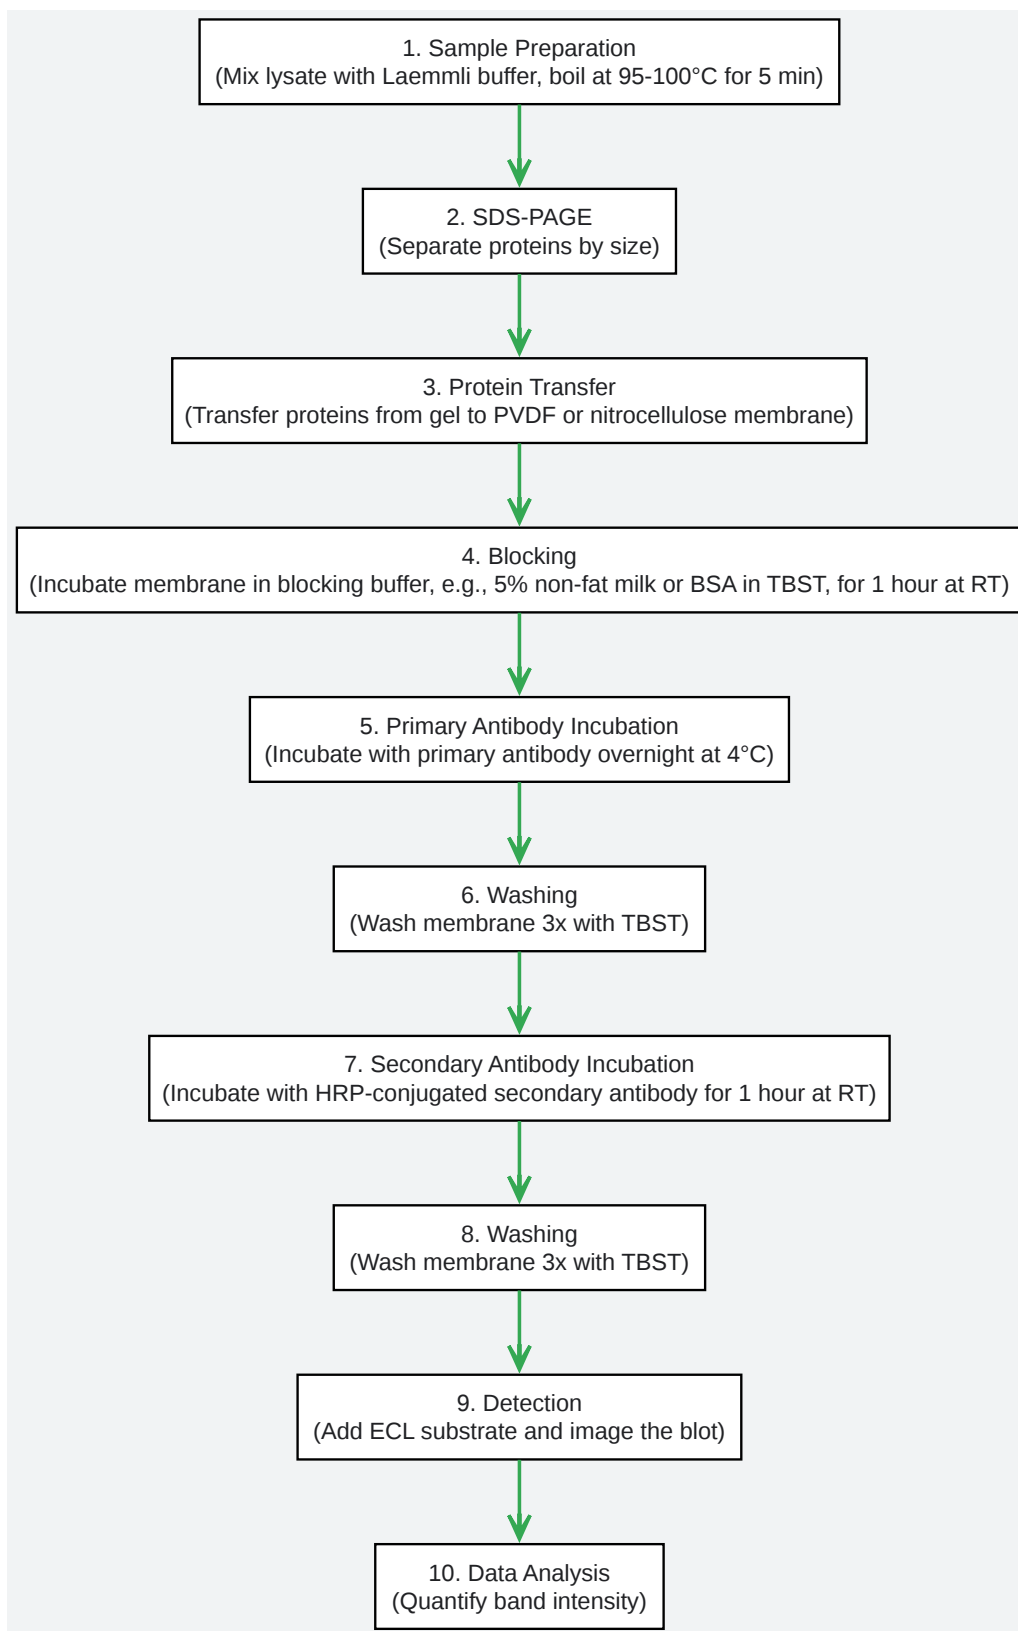 1. Sample Preparation
(Mix lysate with Laemmli buffer, boil at 95-100°C for 5 min)
2. SDS-PAGE
(Separate proteins by size)
3. Protein Transfer
(Transfer proteins from gel to PVDF or nitrocellulose membrane)
4. Blocking
(Incubate membrane in blocking buffer, e.g., 5% non-fat milk or BSA in TBST, for 1 hour at RT)
5. Primary Antibody Incubation
(Incubate with primary antibody overnight at 4°C)
6. Washing
(Wash membrane 3x with TBST)
7. Secondary Antibody Incubation
(Incubate with HRP-conjugated secondary antibody for 1 hour at RT)
8. Washing
(Wash membrane 3x with TBST)
9. Detection
(Add ECL substrate and image the blot)
10. Data Analysis
(Quantify band intensity)